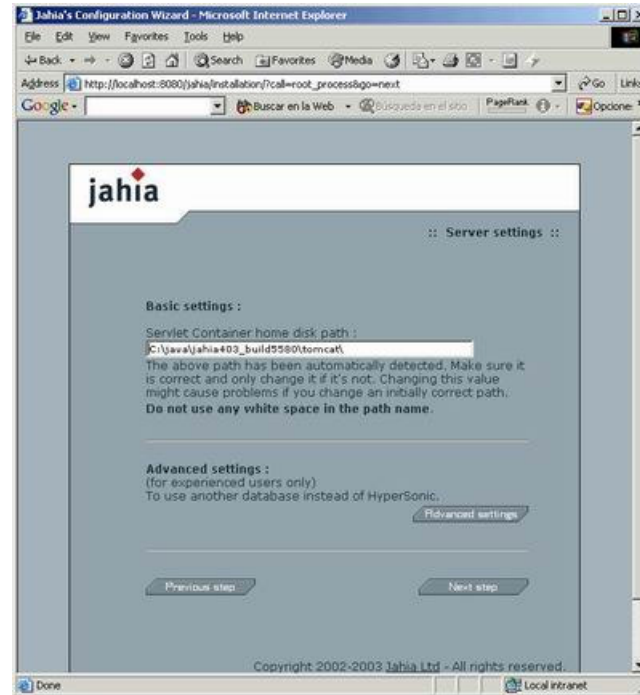 Jahia's Configuration Wizard - Microsoft Internet Explorer
File Edit View Favorites Tools Help
Back Search Favorites Media
Address http://localhost:8080/jahia/installation/?call=root_process&go=next Go Links
Google Buscar en la Web Búsqueda en el sitio PageRank Opciones
jahia
:: Server settings ::
Basic settings :
Servlet Container home disk path :
C:\java\jahia403_build5580\tomcat\
The above path has been automatically detected. Make sure it
is correct and only change it if it's not. Changing this value
might cause problems if you change an initially correct path.
Do not use any white space in the path name.
Advanced settings :
(for experienced users only)
To use another database instead of HyperSonic.
Advanced settings
Previous step Next step
Copyright 2002-2003 Jahia Ltd - All rights reserved.
Done Local intranet